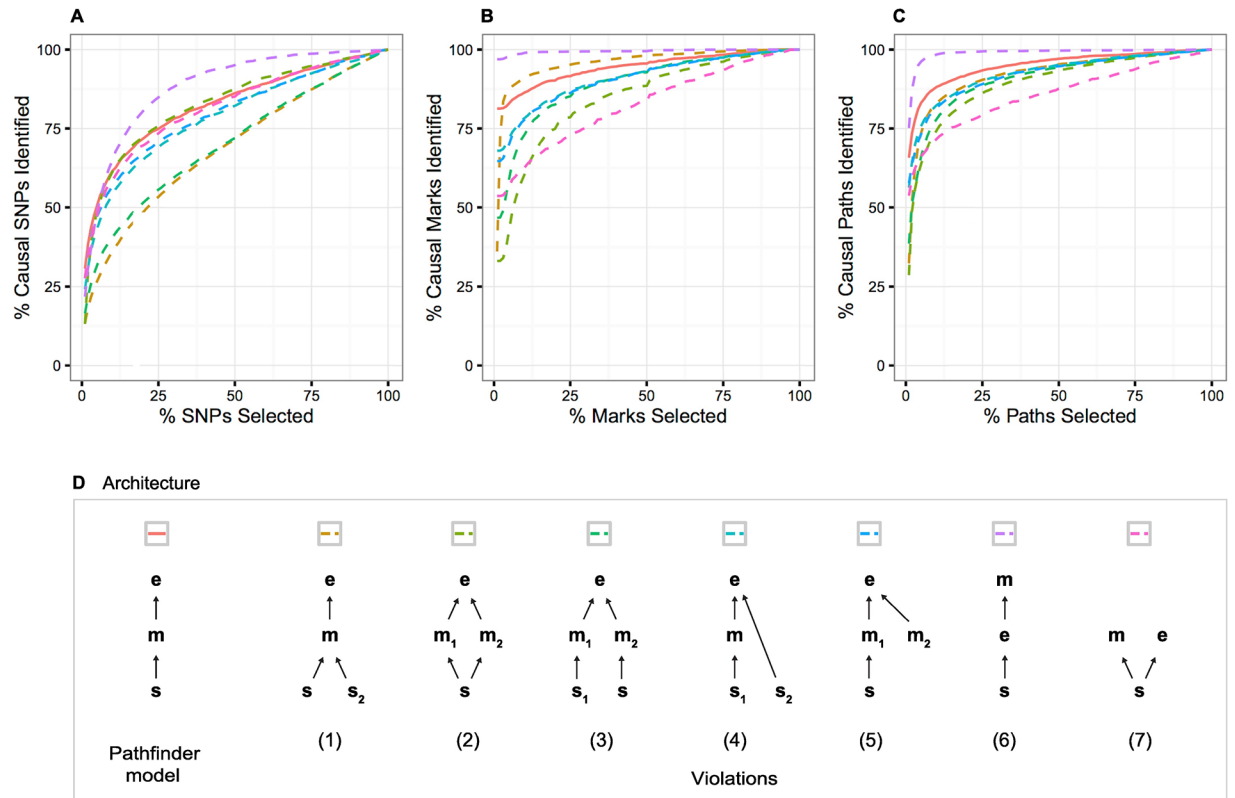 A
B
C
100
75
50
25
0
% Causal SNPs Identified
0 25 50 75 100
% SNPs Selected
100
75
50
25
0
% Causal Marks Identified
0 25 50 75 100
% Marks Selected
100
75
50
25
0
% Causal Paths Identified
0 25 50 75 100
% Paths Selected
D Architecture
e e e e e e m
m m m1 m2 m1 m2 m m1 m2 e m e
s s s2 s s1 s s1 s2 s s s
(1) (2) (3) (4) (5) (6) (7)
Pathfinder
model
Violations